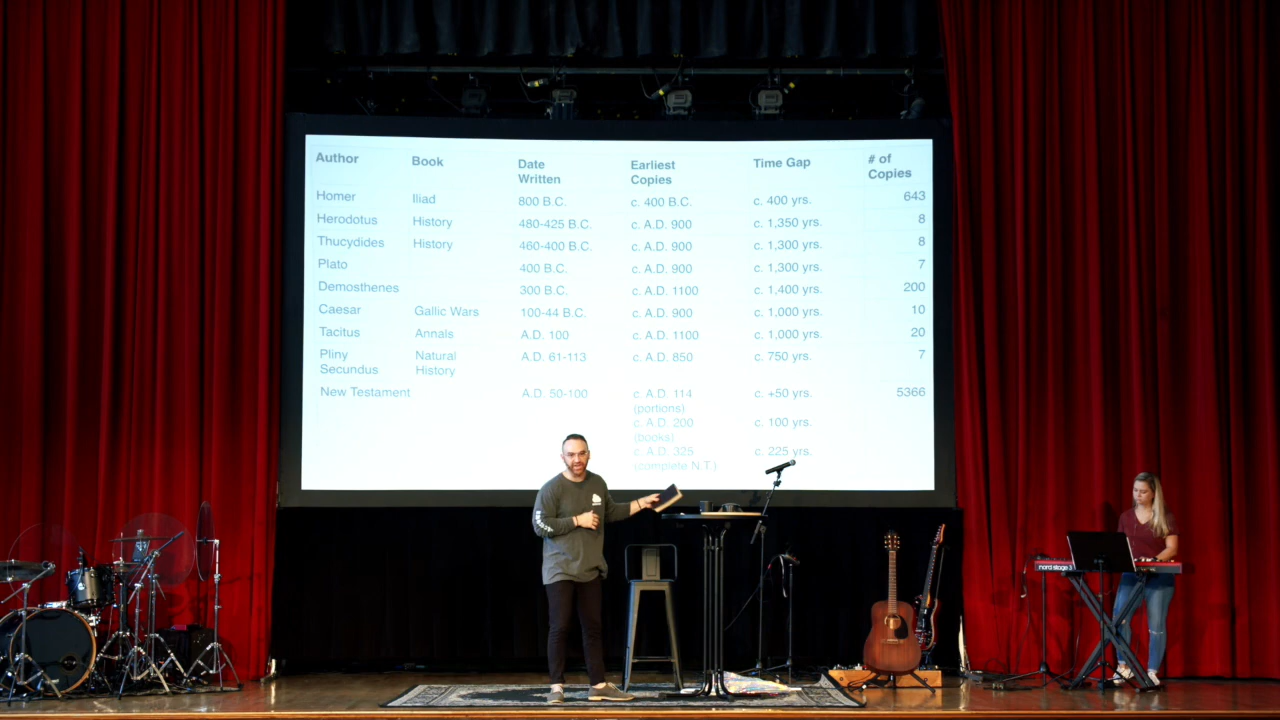 Author Book Date Written Earliest Copies Time Gap # of Copies
Homer Iliad 800 B.C. c. 400 B.C. c. 400 yrs. 643
Herodotus History 480-425 B.C. c. A.D. 900 c. 1,350 yrs. 8
Thucydides History 460-400 B.C. c. A.D. 900 c. 1,300 yrs. 8
Plato 400 B.C. c. A.D. 900 c. 1,300 yrs. 7
Demosthenes 300 B.C. c. A.D. 1100 c. 1,400 yrs. 200
Caesar Gallic Wars 100-44 B.C. c. A.D. 900 c. 1,000 yrs. 10
Tacitus Annals A.D. 100 c. A.D. 1100 c. 1,000 yrs. 20
Pliny Secundus Natural History A.D. 61-113 c. A.D. 850 c. 750 yrs. 7
New Testament A.D. 50-100 c. A.D. 114 c. +50 yrs. 5366
(portions)
c. A.D. 200 c. 100 yrs.
(books)
c. A.D. 325 c. 225 yrs.
(complete N.T.)
nord stage 3